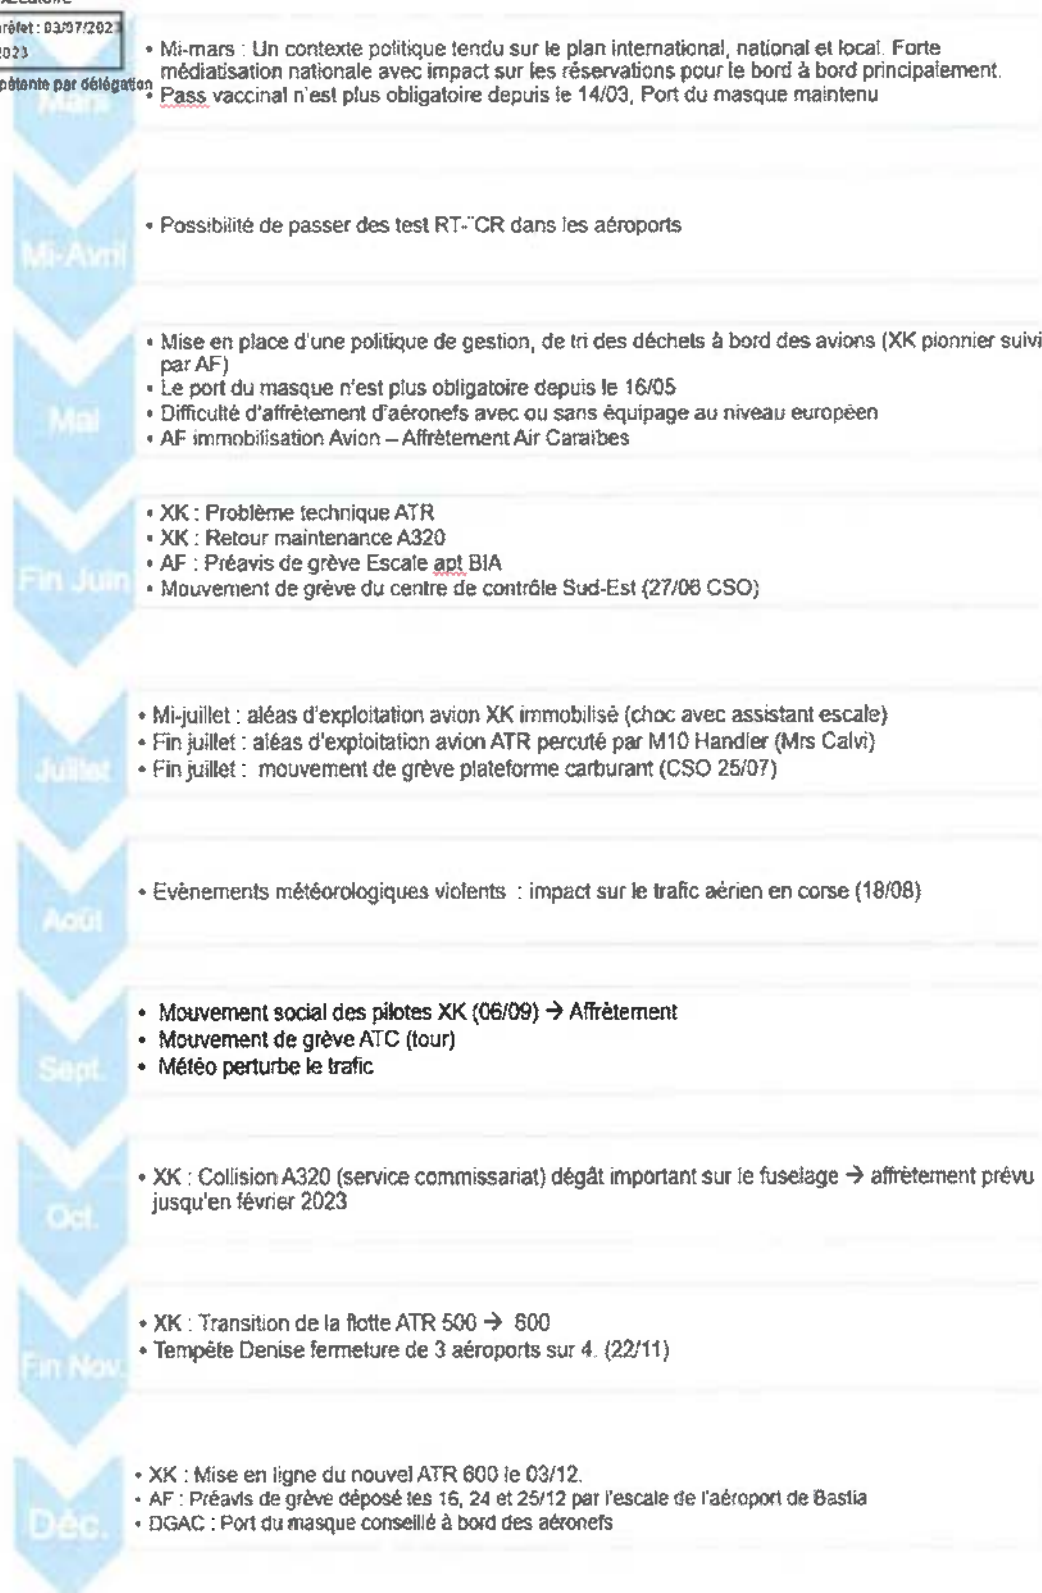 préfet : 03/07/2023
2023
pétente par délégation
Mars
• Mi-mars : Un contexte politique tendu sur le plan international, national et local. Forte
médiatisation nationale avec impact sur les réservations pour le bord à bord principalement.
• Pass vaccinal n'est plus obligatoire depuis le 14/03, Port du masque maintenu
Mi-Avril
• Possibilité de passer des test RT-¨CR dans les aéroports
Mai
• Mise en place d'une politique de gestion, de tri des déchets à bord des avions (XK pionnier suivi
par AF)
• Le port du masque n'est plus obligatoire depuis le 16/05
• Difficulté d'affrètement d'aéronefs avec ou sans équipage au niveau européen
• AF immobilisation Avion – Affrètement Air Caraïbes
Fin Juin
• XK : Problème technique ATR
• XK : Retour maintenance A320
• AF : Préavis de grève Escale apt BIA
• Mouvement de grève du centre de contrôle Sud-Est (27/06 CSO)
Juillet
• Mi-juillet : aléas d'exploitation avion XK immobilisé (choc avec assistant escale)
• Fin juillet : aléas d'exploitation avion ATR percuté par M10 Handler (Mrs Calvi)
• Fin juillet : mouvement de grève plateforme carburant (CSO 25/07)
Août
• Evènements météorologiques violents : impact sur le trafic aérien en corse (18/08)
Sept.
• Mouvement social des pilotes XK (06/09) → Affrètement
• Mouvement de grève ATC (tour)
• Météo perturbe le trafic
Oct.
• XK : Collision A320 (service commissariat) dégât important sur le fuselage → affrètement prévu
jusqu'en février 2023
Fin Nov.
• XK : Transition de la flotte ATR 500 → 600
• Tempête Denise fermeture de 3 aéroports sur 4. (22/11)
Déc.
• XK : Mise en ligne du nouvel ATR 600 le 03/12.
• AF : Préavis de grève déposé les 16, 24 et 25/12 par l'escale de l'aéroport de Bastia
• DGAC : Port du masque conseillé à bord des aéronefs